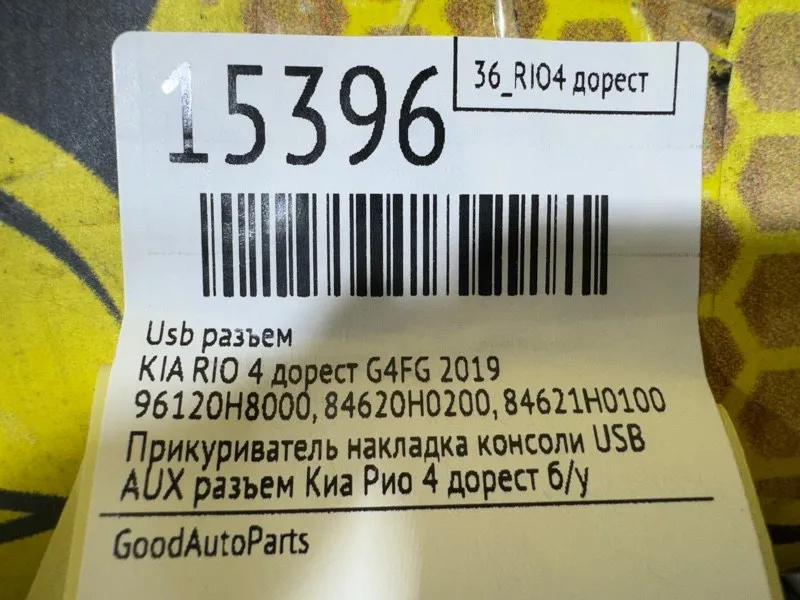 15396
36_RIO4 дорест
Usb разъем
KIA RIO 4 дорест G4FG 2019
96120H8000, 84620H0200, 84621H0100
Прикуриватель накладка консоли USB
AUX разъем Киа Рио 4 дорест б/у
GoodAutoParts